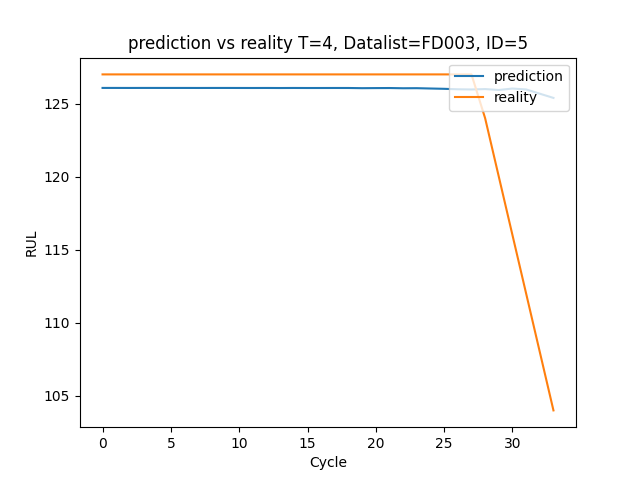 prediction vs reality T=4, Datalist=FD003, ID=5
prediction
reality
125
120
115
110
105
RUL
0 5 10 15 20 25 30
Cycle